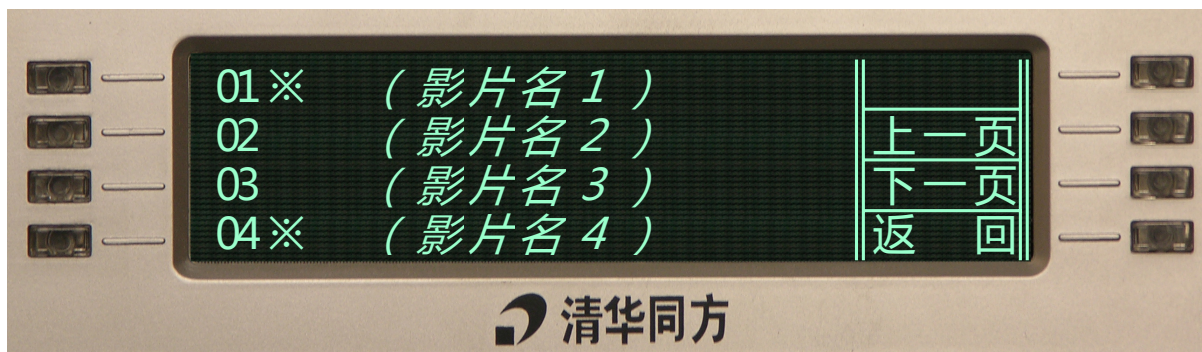 01※ （影片名1）
02 （影片名2） 上一页
03 （影片名3） 下一页
04※ （影片名4） 返 回
清华同方